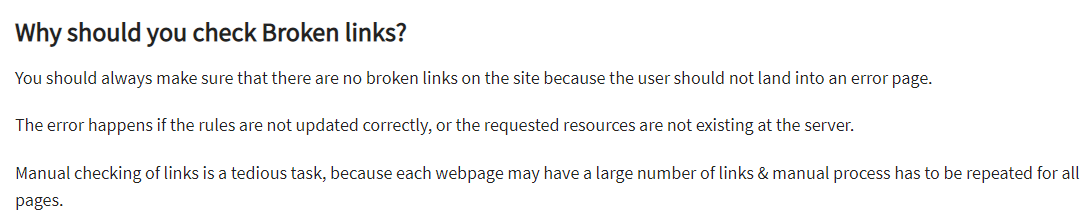 Why should you check Broken links?
You should always make sure that there are no broken links on the site because the user should not land into an error page.
The error happens if the rules are not updated correctly, or the requested resources are not existing at the server.
Manual checking of links is a tedious task, because each webpage may have a large number of links & manual process has to be repeated for all
pages.